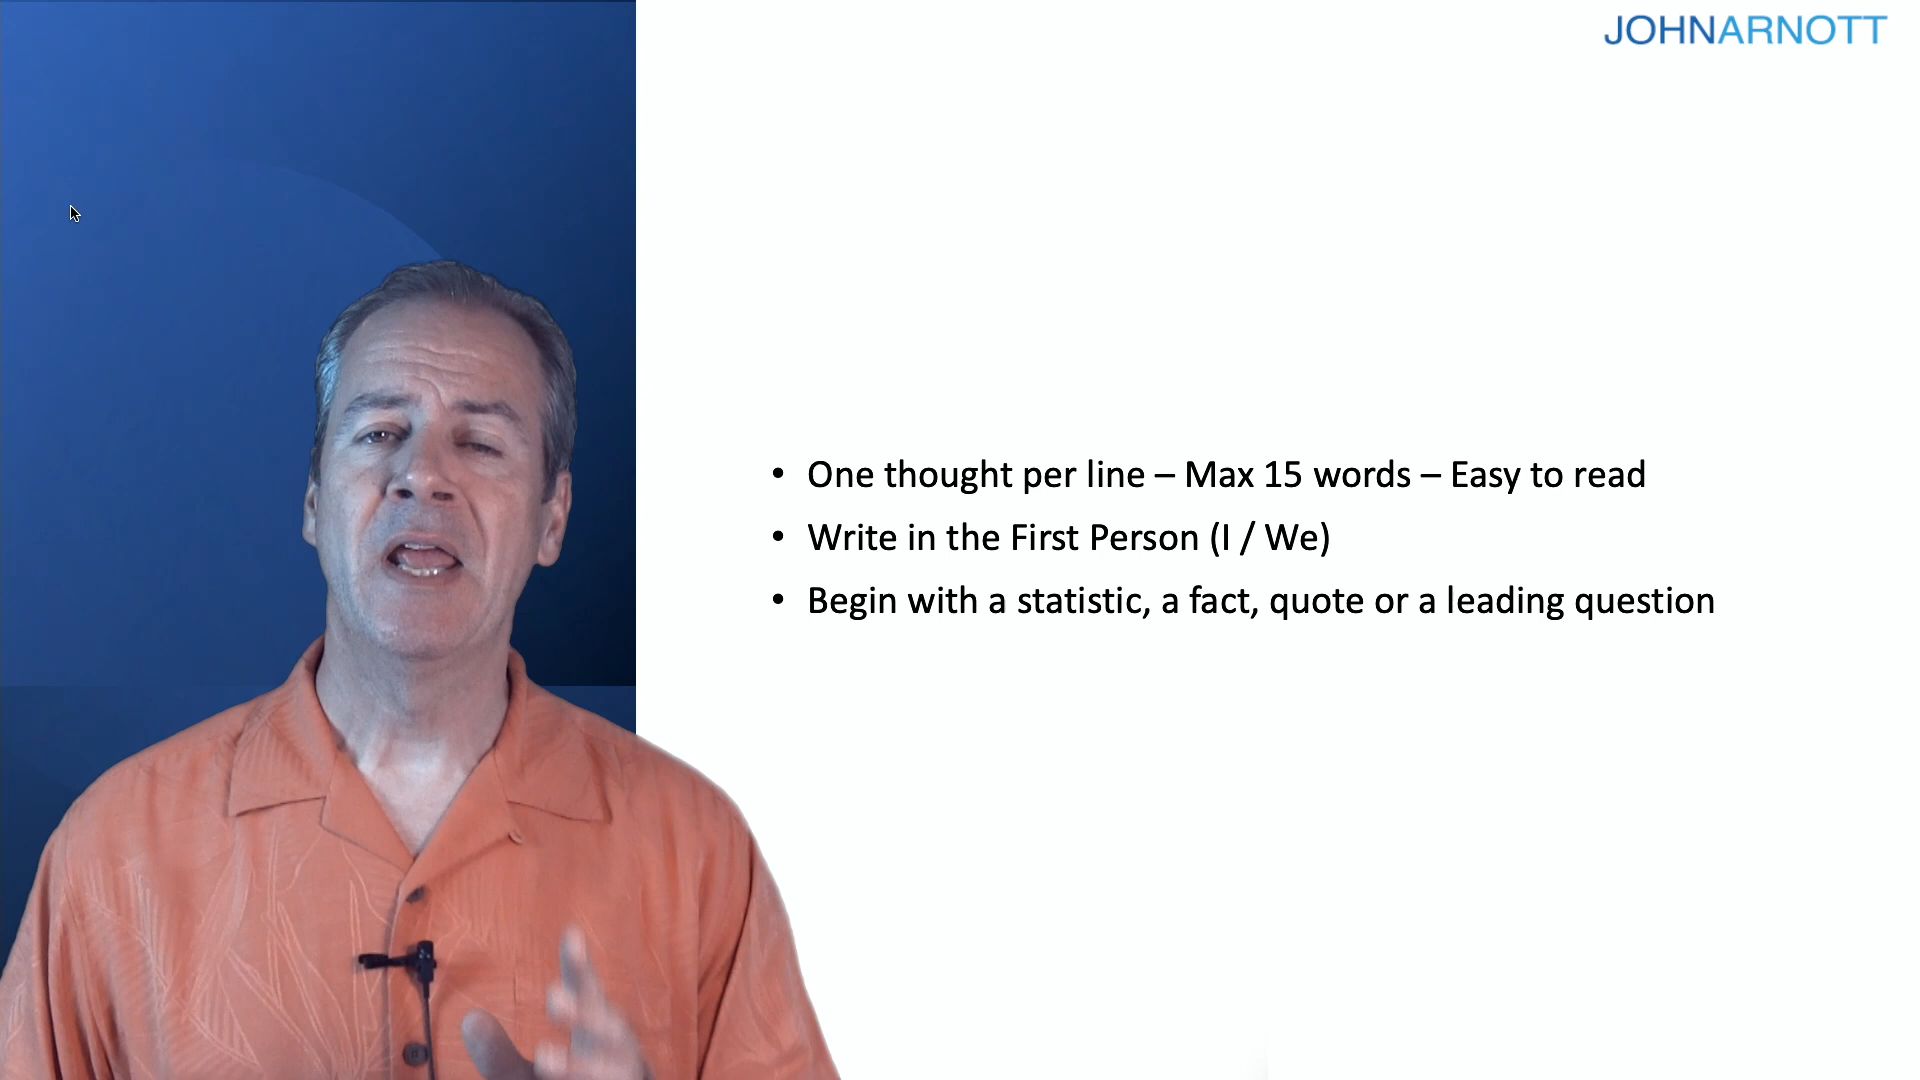 JOHNARNOTT
• One thought per line – Max 15 words – Easy to read
• Write in the First Person (I / We)
• Begin with a statistic, a fact, quote or a leading question